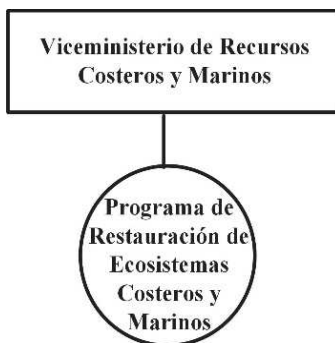 Viceministerio de Recursos
Costeros y Marinos
Programa de
Restauración de
Ecosistemas
Costeros y
Marinos